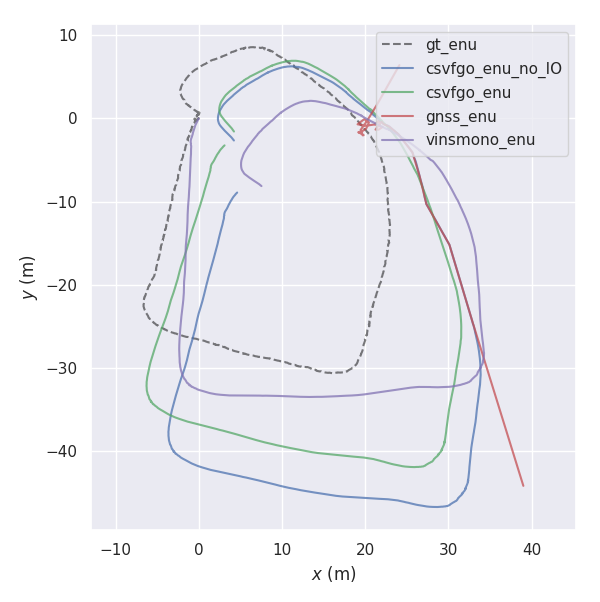 gt_enu
csvfgo_enu_no_IO
csvfgo_enu
gnss_enu
vinsmono_enu
10
0
−10
−20
−30
−40
y (m)
−10
0
10
20
30
40
x (m)